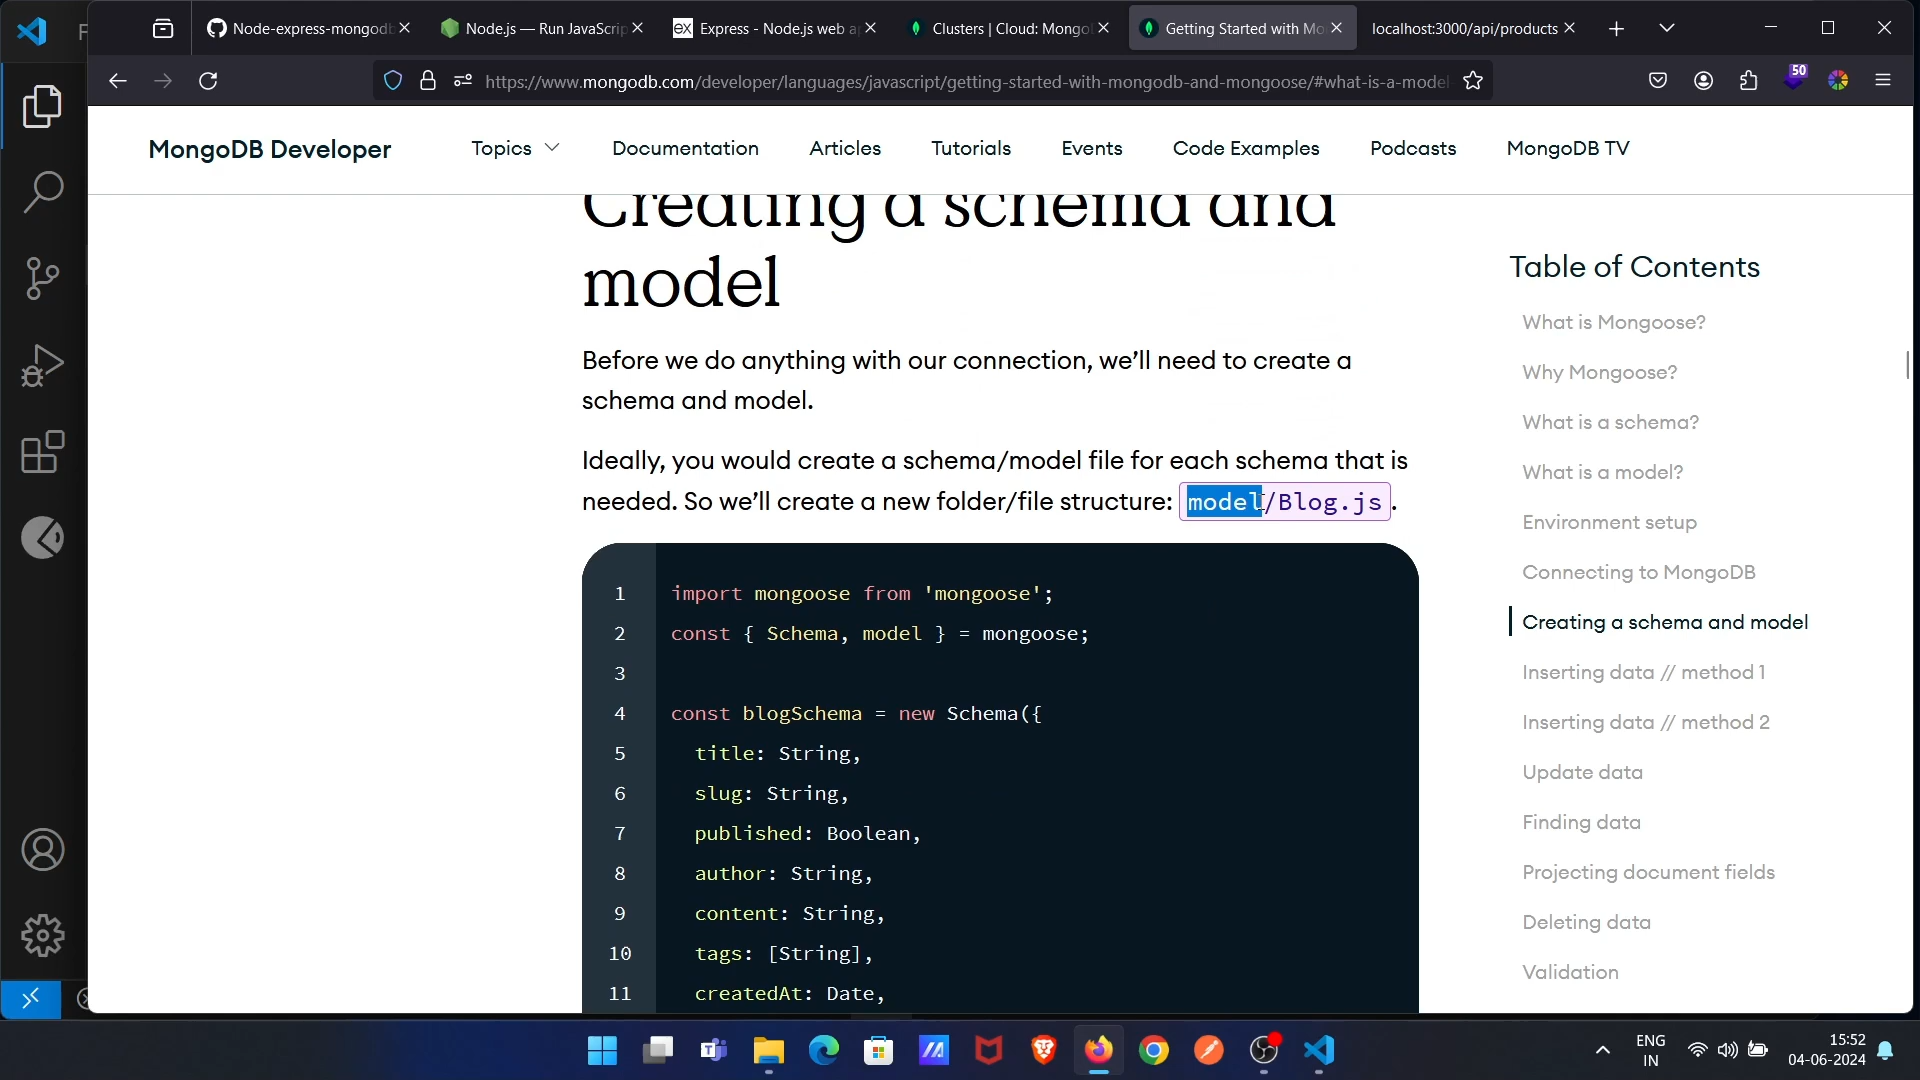 Node-express-mongodb
Node.js — Run JavaScrip
Express - Node.js web a
Clusters | Cloud: Mongo
Getting Started with Mo
localhost:3000/api/products
F
https://www.mongodb.com/developer/languages/javascript/getting-started-with-mongodb-and-mongoose/#what-is-a-model
50
MongoDB Developer
Topics
Documentation
Articles
Tutorials
Events
Code Examples
Podcasts
MongoDB TV
Creating a schema and
model
Before we do anything with our connection, we’ll need to create a
schema and model.
Ideally, you would create a schema/model file for each schema that is
needed. So we’ll create a new folder/file structure: model/Blog.js.
1 import mongoose from 'mongoose';
2 const { Schema, model } = mongoose;
3
4 const blogSchema = new Schema({
5 title: String,
6 slug: String,
7 published: Boolean,
8 author: String,
9 content: String,
10 tags: [String],
11 createdAt: Date,
Table of Contents
What is Mongoose?
Why Mongoose?
What is a schema?
What is a model?
Environment setup
Connecting to MongoDB
Creating a schema and model
Inserting data // method 1
Inserting data // method 2
Update data
Finding data
Projecting document fields
Deleting data
Validation
ENG
IN
15:52
04-06-2024